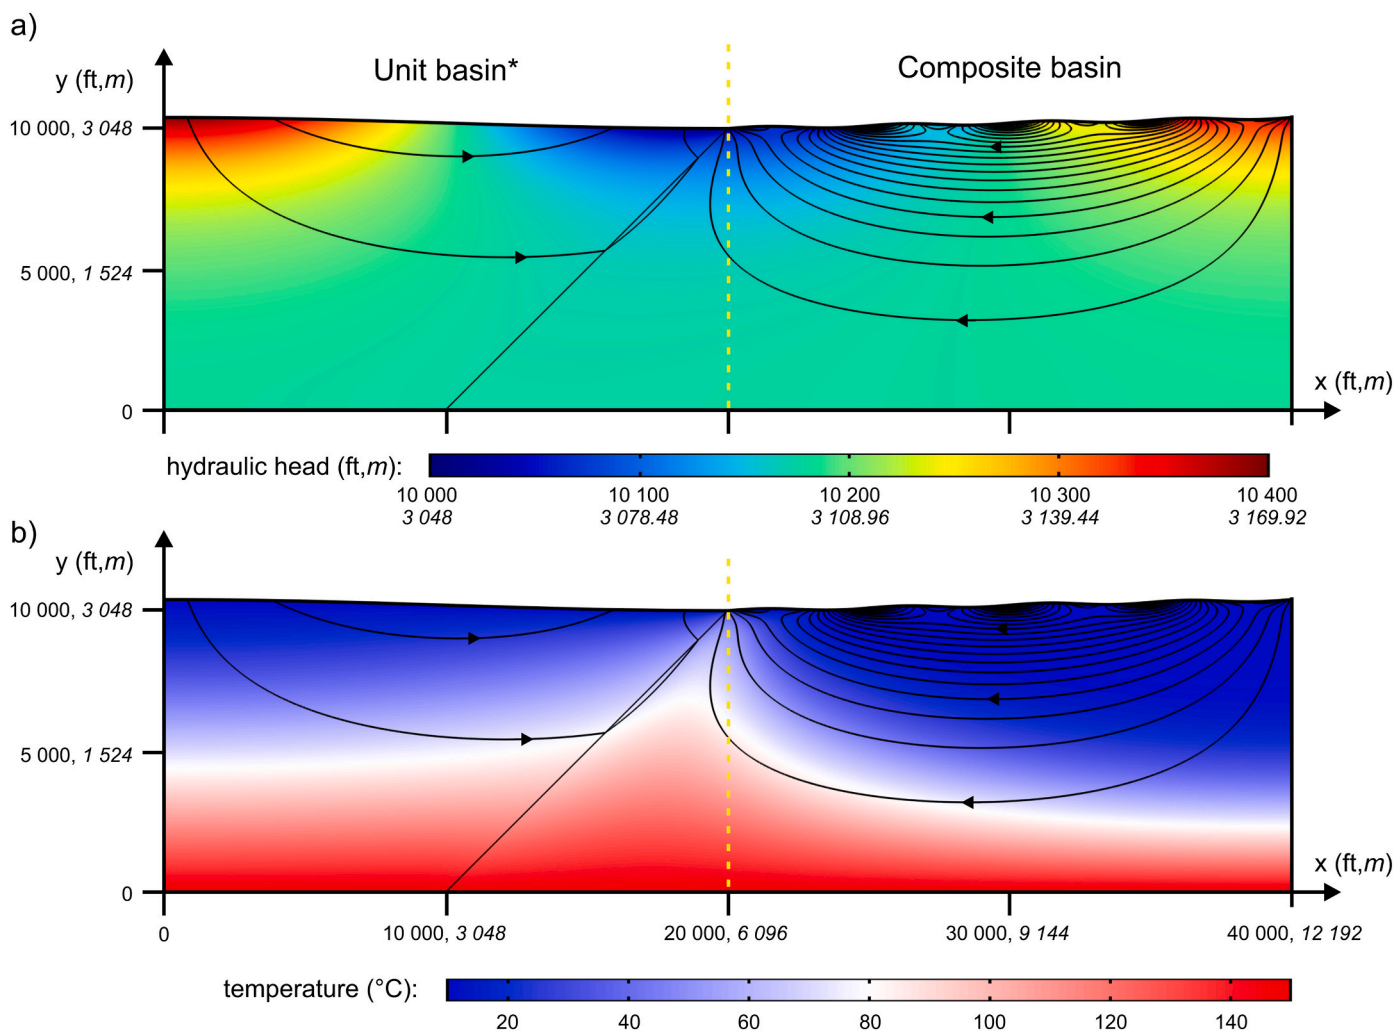 a)
y (ft,m)
Unit basin*
Composite basin
10 000, 3 048
5 000, 1 524
0
x (ft,m)
hydraulic head (ft,m):
10 000 10 100 10 200 10 300 10 400
3 048 3 078.48 3 108.96 3 139.44 3 169.92
b)
y (ft,m)
10 000, 3 048
5 000, 1 524
0
x (ft,m)
0 10 000, 3 048 20 000, 6 096 30 000, 9 144 40 000, 12 192
temperature (°C):
20 40 60 80 100 120 140